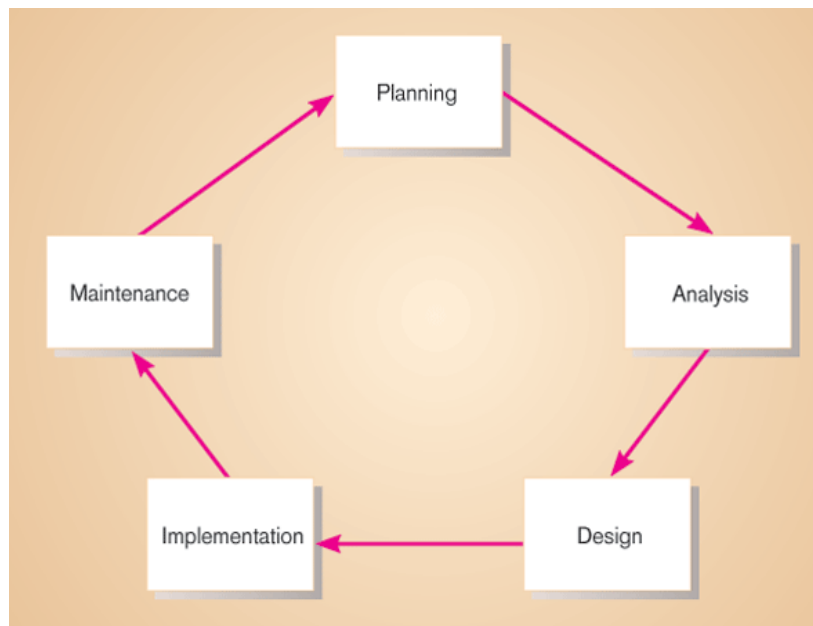 Planning
Analysis
Design
Implementation
Maintenance